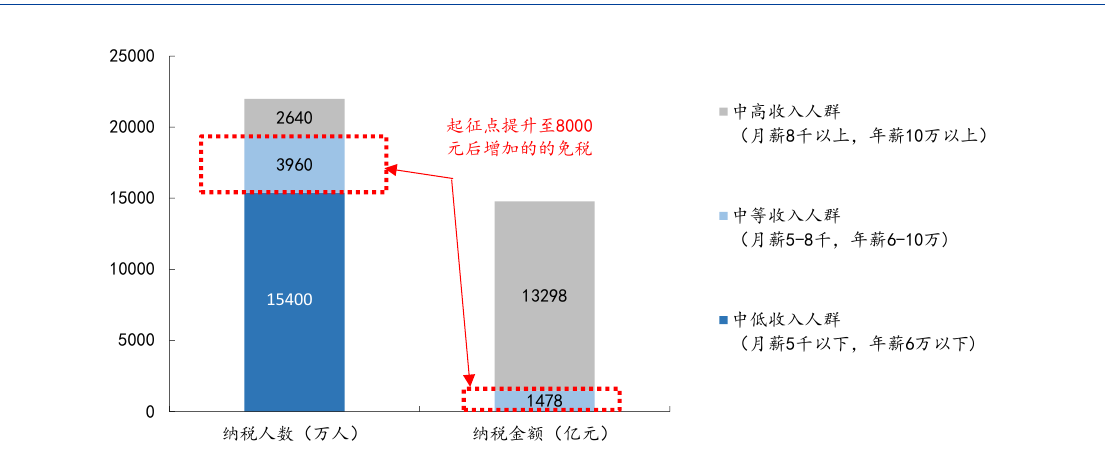 25000
20000
15000
10000
5000
0
2640
3960
15400
13298
1478
起征点提升至8000
元后增加的的免税
纳税人数（万人）
纳税金额（亿元）
中高收入人群
（月薪8千以上，年薪10万以上）
中等收入人群
（月薪5-8千，年薪6-10万）
中低收入人群
（月薪5千以下，年薪6万以下）